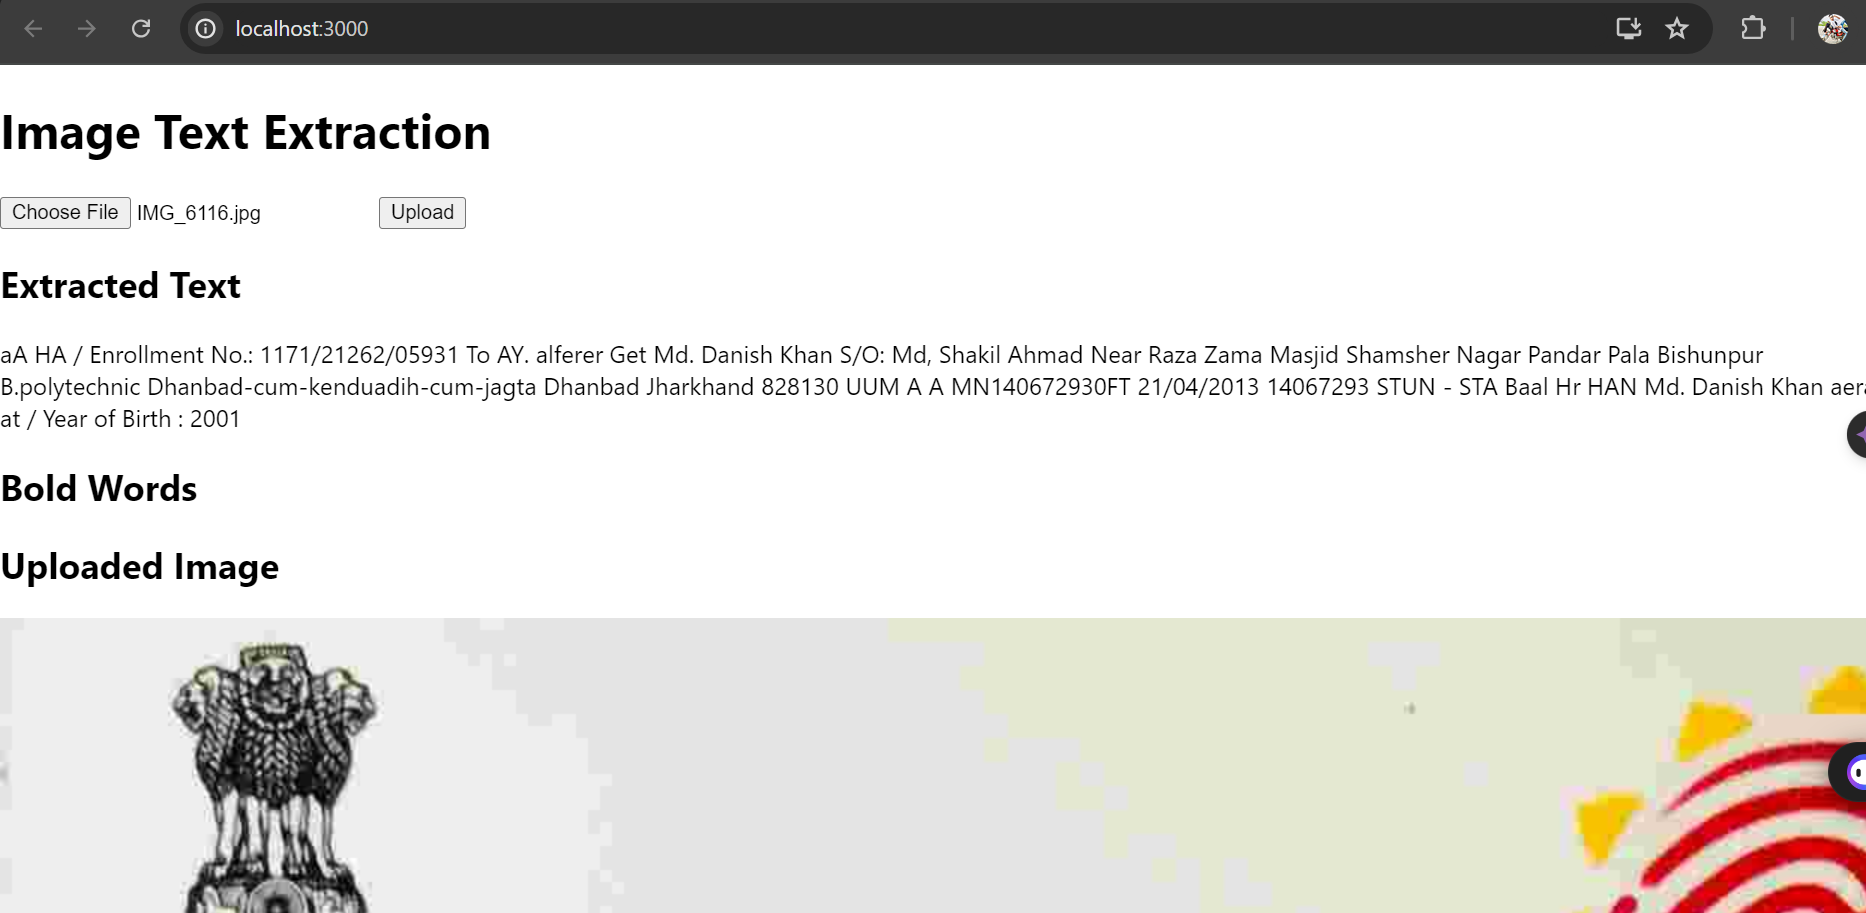 localhost:3000
Image Text Extraction
Choose File IMG_6116.jpg Upload
Extracted Text
aA HA / Enrollment No.: 1171/21262/05931 To AY. alferer Get Md. Danish Khan S/O: Md, Shakil Ahmad Near Raza Zama Masjid Shamsher Nagar Pandar Pala Bishunpur
B.polytechnic Dhanbad-cum-kenduadih-cum-jagta Dhanbad Jharkhand 828130 UUM A A MN140672930FT 21/04/2013 14067293 STUN - STA Baal Hr HAN Md. Danish Khan
at / Year of Birth : 2001
Bold Words
Uploaded Image